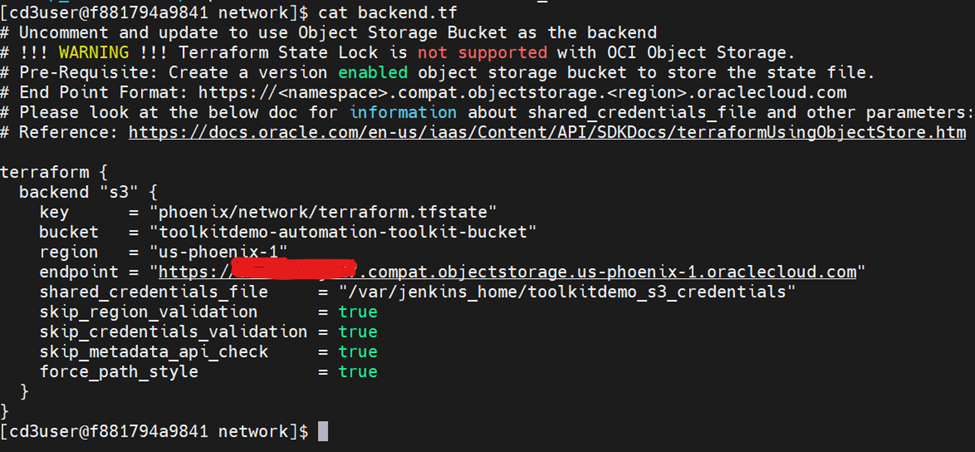 [cd3user@f881794a9841 network]$ cat backend.tf
# Uncomment and update to use Object Storage Bucket as the backend
# !!! WARNING !!! Terraform State Lock is not supported with OCI Object Storage.
# Pre-Requisite: Create a version enabled object storage bucket to store the state file.
# End Point Format: https://<namespace>.compat.objectstorage.<region>.oraclecloud.com
# Please look at the below doc for information about shared_credentials_file and other parameters:
# Reference: https://docs.oracle.com/en-us/iaas/Content/API/SDKDocs/terraformUsingObjectStore.htm
terraform {
  backend "s3" {
    key      = "phoenix/network/terraform.tfstate"
    bucket   = "toolkitdemo-automation-toolkit-bucket"
    region   = "us-phoenix-1"
    endpoint = "https://.compat.objectstorage.us-phoenix-1.oraclecloud.com"
    shared_credentials_file     = "/var/jenkins_home/toolkitdemo_s3_credentials"
    skip_region_validation      = true
    skip_credentials_validation = true
    skip_metadata_api_check     = true
    force_path_style            = true
  }
}
[cd3user@f881794a9841 network]$